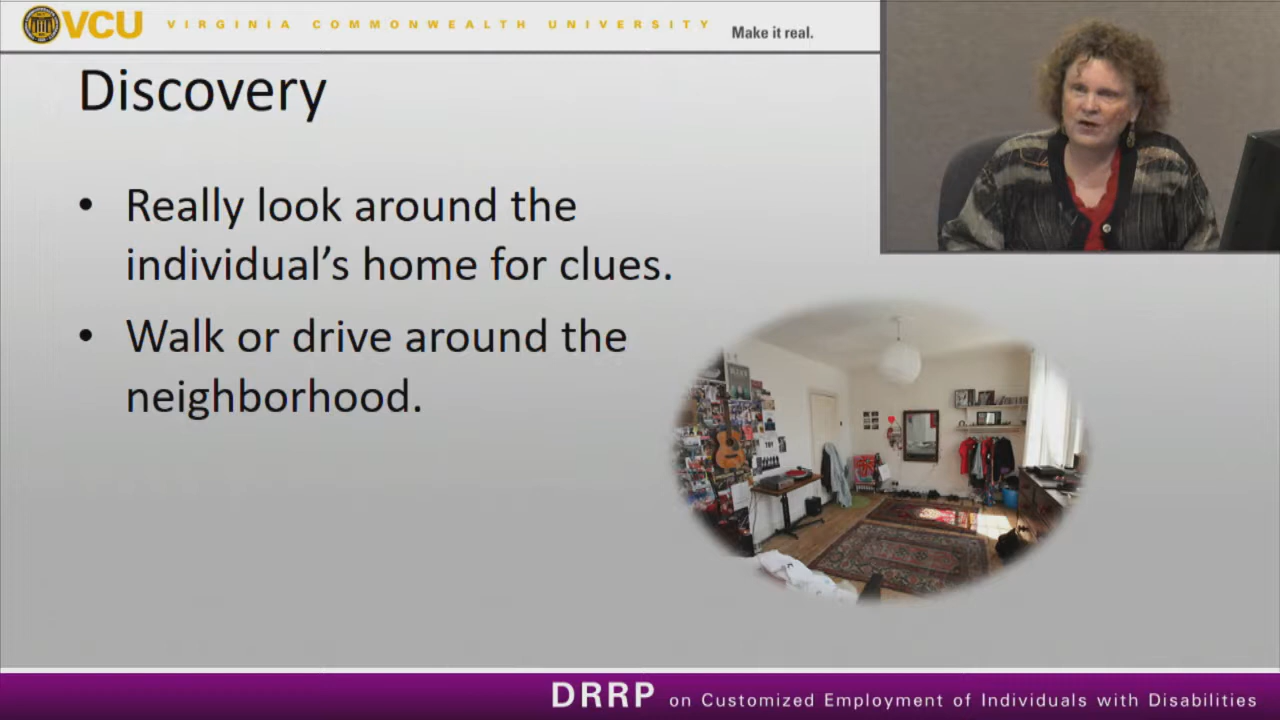 VCU VIRGINIA COMMONWEALTH UNIVERSITY Make it real.
Discovery
• Really look around the
individual’s home for clues.
• Walk or drive around the
neighborhood.
DRRP on Customized Employment of Individuals with Disabilities